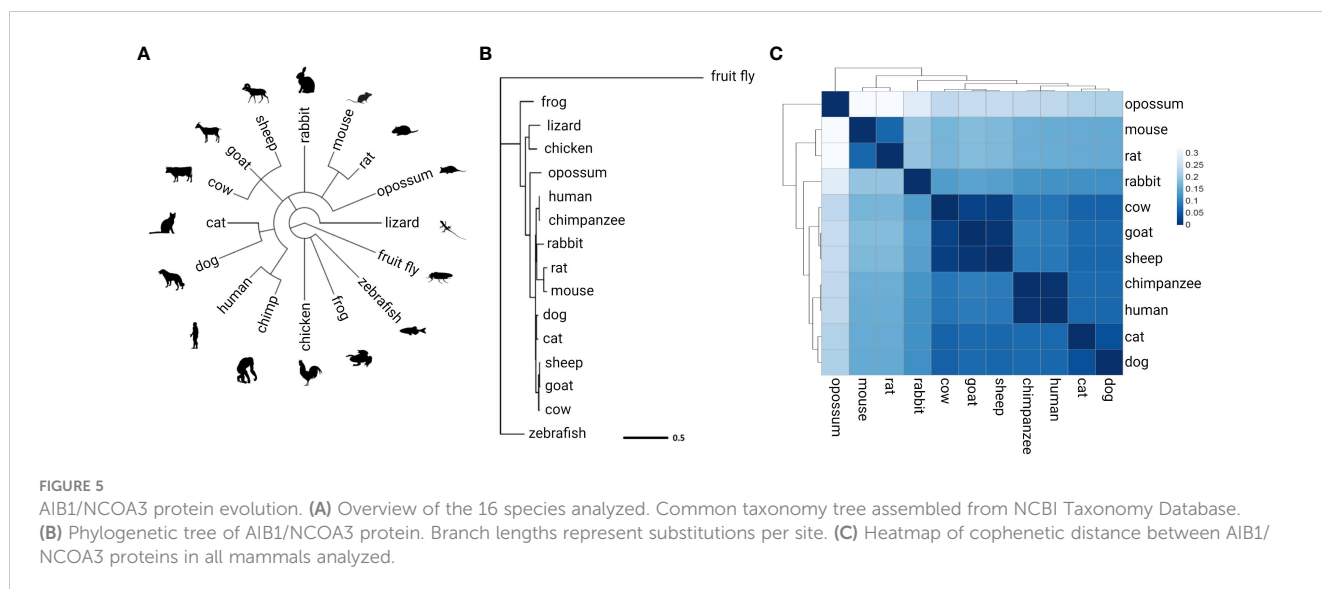 A
B
C
sheep
rabbit
mouse
rat
opossum
lizard
fruit fly
zebrafish
frog
chicken
chimp
human
dog
cat
cow
goat
fruit fly
frog
lizard
chicken
opossum
human
chimpanzee
rabbit
rat
mouse
dog
cat
sheep
goat
cow
zebrafish
0.5
opossum
mouse
rat
rabbit
cow
goat
sheep
chimpanzee
human
cat
dog
0.3
0.25
0.2
0.15
0.1
0.05
0
opossum
mouse
rat
rabbit
cow
goat
sheep
chimpanzee
human
cat
dog
FIGURE 5
AIB1/NCOA3 protein evolution. (A) Overview of the 16 species analyzed. Common taxonomy tree assembled from NCBI Taxonomy Database.
(B) Phylogenetic tree of AIB1/NCOA3 protein. Branch lengths represent substitutions per site. (C) Heatmap of cophenetic distance between AIB1/
NCOA3 proteins in all mammals analyzed.